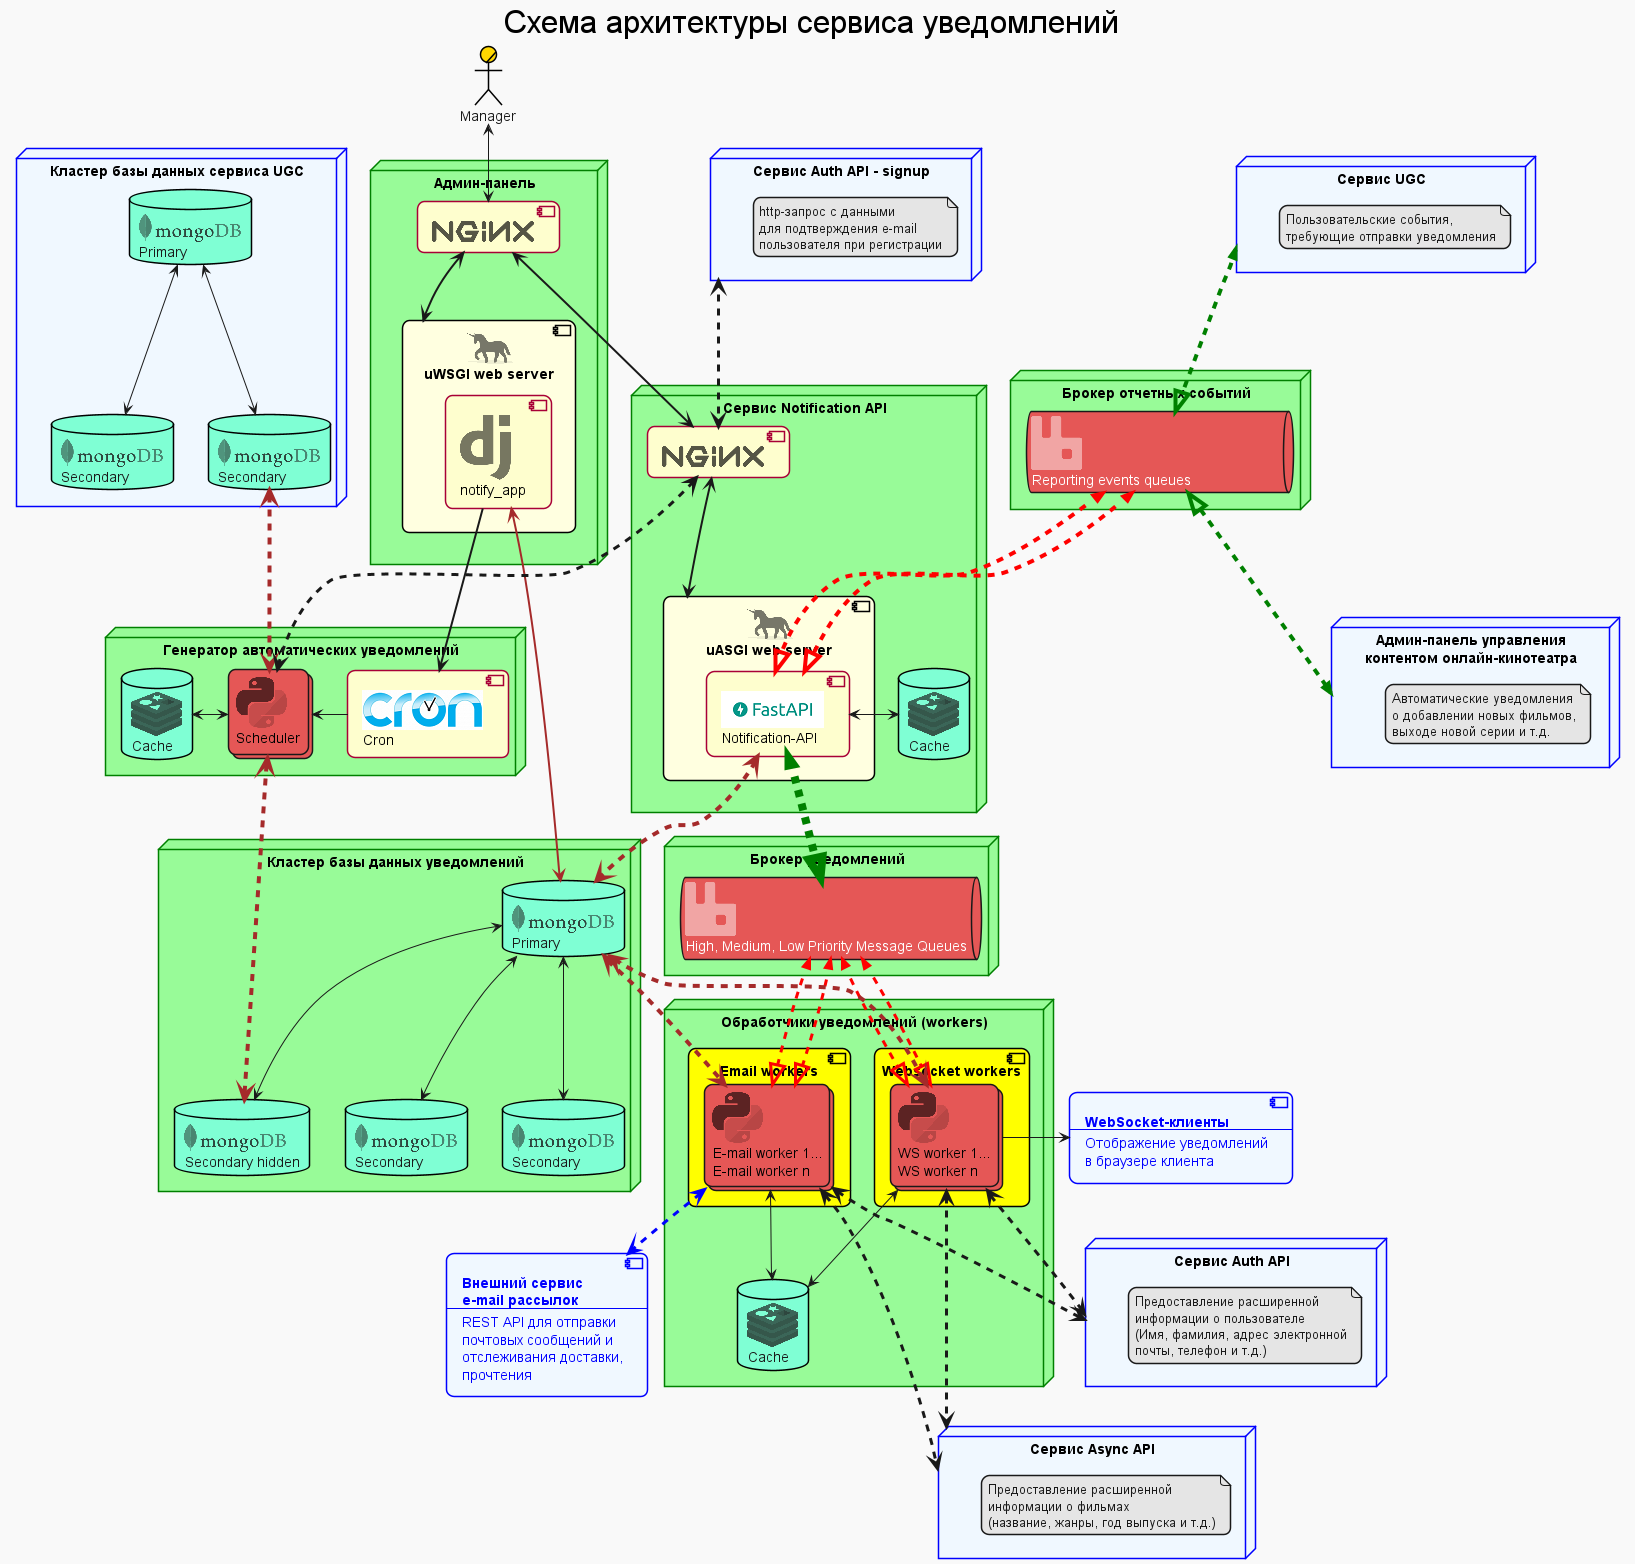 Схема архитектуры сервиса уведомлений
Manager
Кластер базы данных сервиса UGC
mongoDB
Primary
mongoDB
Secondary
mongoDB
Secondary
Админ-панель
NGINX
uWSGI web server
dj
notify_app
Сервис Auth API - signup
http-запрос с данными
для подтверждения e-mail
пользователя при регистрации
Сервис UGC
Пользовательские события,
требующие отправки уведомления
Сервис Notification API
NGINX
uASGI web server
FastAPI
Notification-API
Cache
Брокер отчетных событий
Reporting events queues
Админ-панель управления
контентом онлайн-кинотеатра
Автоматические уведомления
о добавлении новых фильмов,
выходе новой серии и т.д.
Генератор автоматических уведомлений
Cache
Scheduler
cron
Cron
Кластер базы данных уведомлений
mongoDB
Primary
mongoDB
Secondary hidden
mongoDB
Secondary
mongoDB
Secondary
Брокер уведомлений
High, Medium, Low Priority Message Queues
Обработчики уведомлений (workers)
Email workers
E-mail worker 1...
E-mail worker n
Websocket workers
WS worker 1...
WS worker n
Cache
WebSocket-клиенты
Отображение уведомлений
в браузере клиента
Внешний сервис
e-mail рассылок
REST API для отправки
почтовых сообщений и
отслеживания доставки,
прочтения
Сервис Auth API
Предоставление расширенной
информации о пользователе
(Имя, фамилия, адрес электронной
почты, телефон и т.д.)
Сервис Async API
Предоставление расширенной
информации о фильмах
(название, жанры, год выпуска и т.д.)